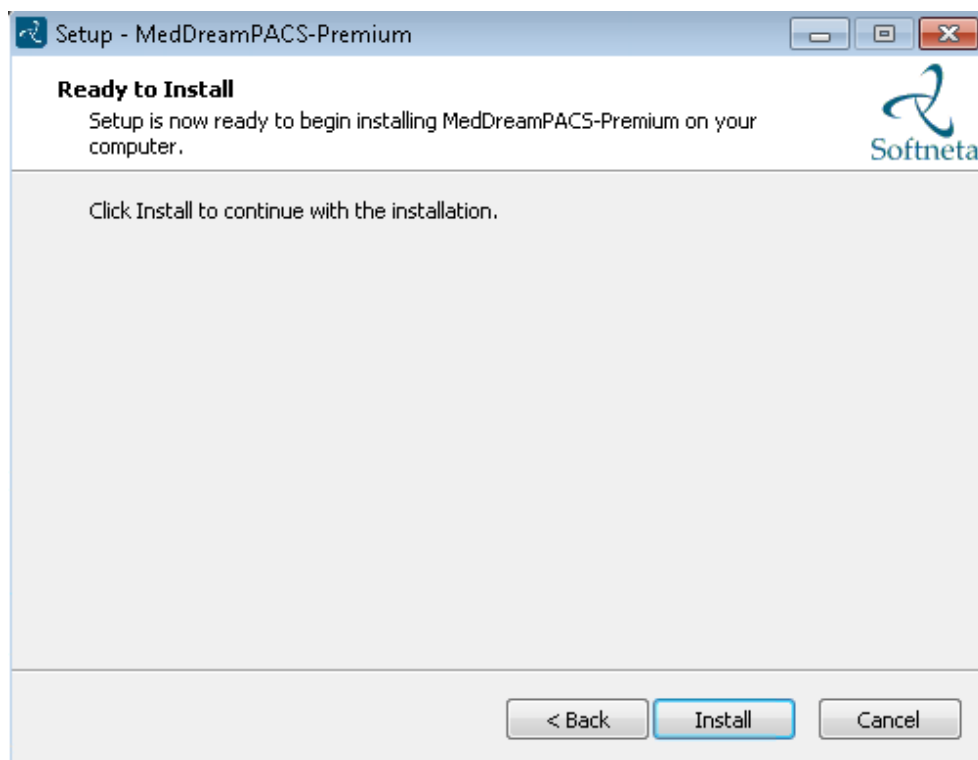 Setup - MedDreamPACS-Premium
Ready to Install
Setup is now ready to begin installing MedDreamPACS-Premium on your
computer.
Softneta
Click Install to continue with the installation.
< Back
Install
Cancel